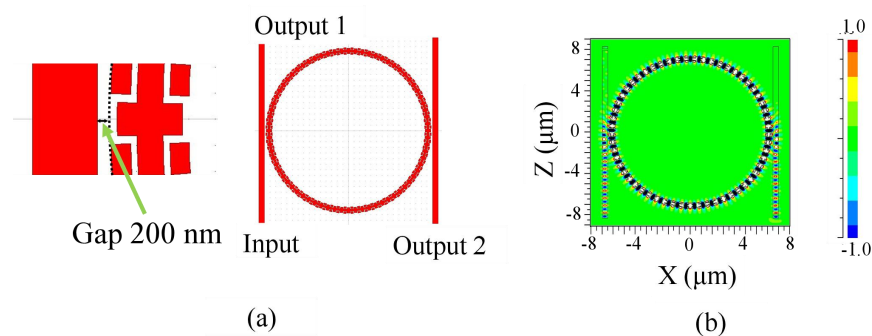 Output 1
Gap 200 nm
Input
Output 2
(a)
8
4
0
-4
-9
Z (μm)
-8
-4
0
4
8
X (μm)
1.0
-1.0
(b)